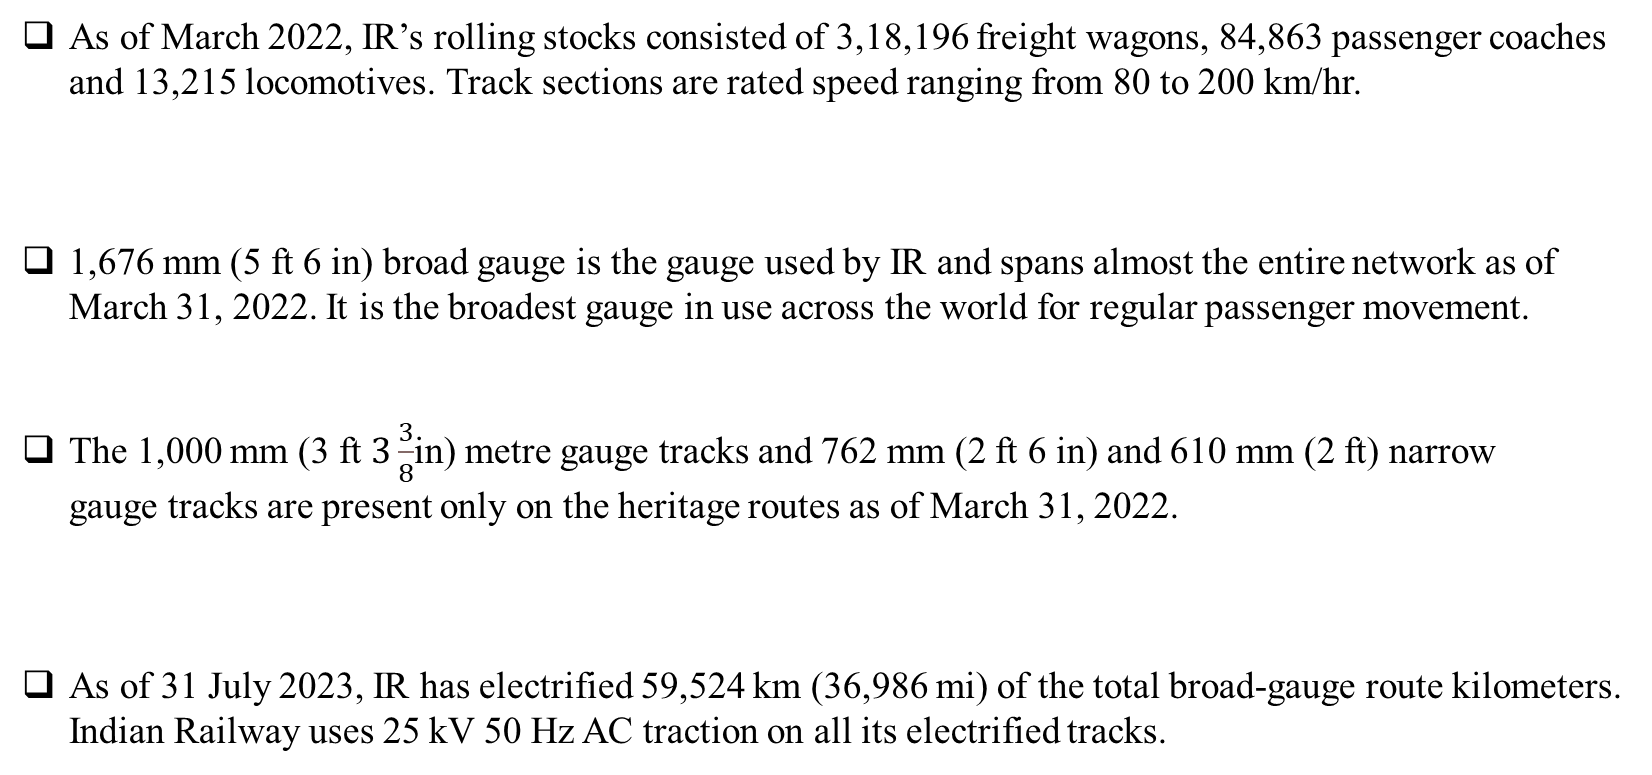 ❑ As of March 2022, IR’s rolling stocks consisted of 3,18,196 freight wagons, 84,863 passenger coaches
and 13,215 locomotives. Track sections are rated speed ranging from 80 to 200 km/hr.
❑ 1,676 mm (5 ft 6 in) broad gauge is the gauge used by IR and spans almost the entire network as of
March 31, 2022. It is the broadest gauge in use across the world for regular passenger movement.
❑ The 1,000 mm (3 ft 3 3/8 in) metre gauge tracks and 762 mm (2 ft 6 in) and 610 mm (2 ft) narrow
gauge tracks are present only on the heritage routes as of March 31, 2022.
❑ As of 31 July 2023, IR has electrified 59,524 km (36,986 mi) of the total broad-gauge route kilometers.
Indian Railway uses 25 kV 50 Hz AC traction on all its electrified tracks.